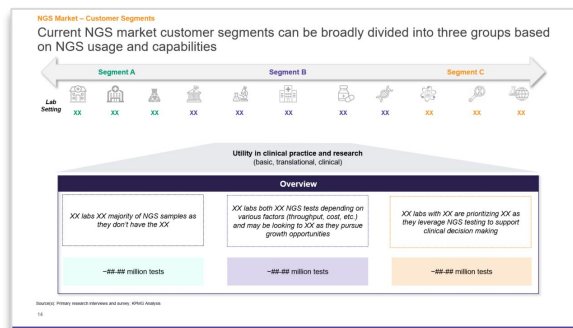 NGS Market – Customer Segments
Current NGS market customer segments can be broadly divided into three groups based
on NGS usage and capabilities
Segment A Segment B Segment C
Lab
Setting
XX XX XX XX XX XX XX XX XX XX XX
Utility in clinical practice and research
(basic, translational, clinical)
Overview
XX labs XX majority of NGS samples as
they don't have the XX
XX labs both XX NGS tests depending on
various factors (throughput, cost, etc.)
and may be looking to XX as they pursue
growth opportunities
XX labs with XX are prioritizing XX as
they leverage NGS testing to support
clinical decision making
~##-## million tests
~##-## million tests
~##-## million tests
Source(s): Primary research interviews and survey, KPMG Analysis
14